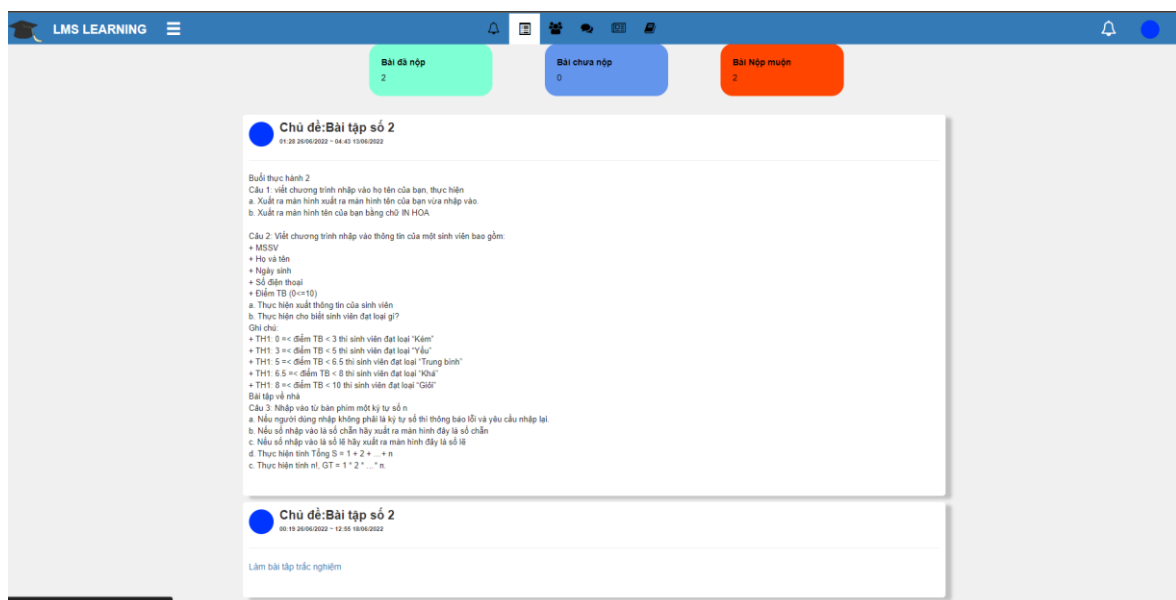 LMS LEARNING
Bài đã nộp
2
Bài chưa nộp
0
Bài Nộp muộn
2
Chủ đề:Bài tập số 2
01:28 26/06/2022 ~ 04:43 13/06/2022
Buổi thực hành 2
Câu 1: viết chương trình nhập vào họ tên của bạn, thực hiện
a. Xuất ra màn hình xuất ra màn hình tên của bạn vừa nhập vào.
b. Xuất ra màn hình tên của bạn bằng chữ IN HOA
Câu 2: Viết chương trình nhập vào thông tin của một sinh viên bao gồm:
+ MSSV
+ Họ và tên
+ Ngày sinh
+ Số điện thoại
+ Điểm TB (0<=10)
a. Thực hiện xuất thông tin của sinh viên
b. Thực hiện cho biết sinh viên đạt loại gì?
Ghi chú:
+ TH1: 0 =< điểm TB < 3 thì sinh viên đạt loại “Kém”
+ TH1: 3 =< điểm TB < 5 thì sinh viên đạt loại “Yếu”
+ TH1: 5 =< điểm TB < 6.5 thì sinh viên đạt loại “Trung bình”
+ TH1: 6.5 =< điểm TB < 8 thì sinh viên đạt loại “Khá”
+ TH1: 8 =< điểm TB < 10 thì sinh viên đạt loại “Giỏi”
Bài tập về nhà
Câu 3: Nhập vào từ bàn phím một ký tự số n
a. Nếu người dùng nhập không phải là ký tự số thì thông báo lỗi và yêu cầu nhập lại.
b. Nếu số nhập vào là số chẵn hãy xuất ra màn hình đây là số chẵn
c. Nếu số nhập vào là số lẽ hãy xuất ra màn hình đây là số lẽ
d. Thực hiện tính Tổng S = 1 + 2 + …+ n
c. Thực hiện tính n!, GT = 1 * 2 * …* n.
Chủ đề:Bài tập số 2
00:19 26/06/2022 ~ 12:55 18/06/2022
Làm bài tập trắc nghiệm